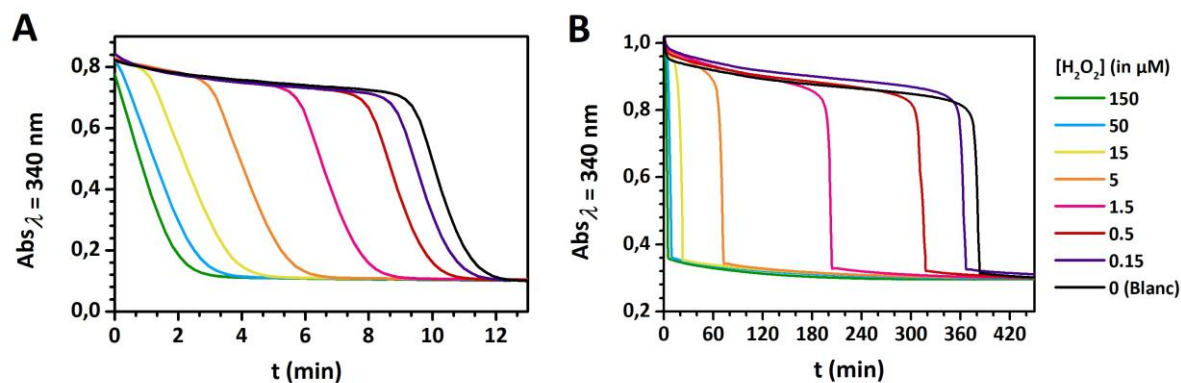 A
Abs λ = 340 nm
0,8
0,6
0,4
0,2
0,0
0 2 4 6 8 10 12
t (min)
B
Abs λ = 340 nm
1,0
0,8
0,6
0,4
0,2
0 60 120 180 240 300 360 420
t (min)
[H₂O₂] (in µM)
150
50
15
5
1.5
0.5
0.15
0 (Blanc)